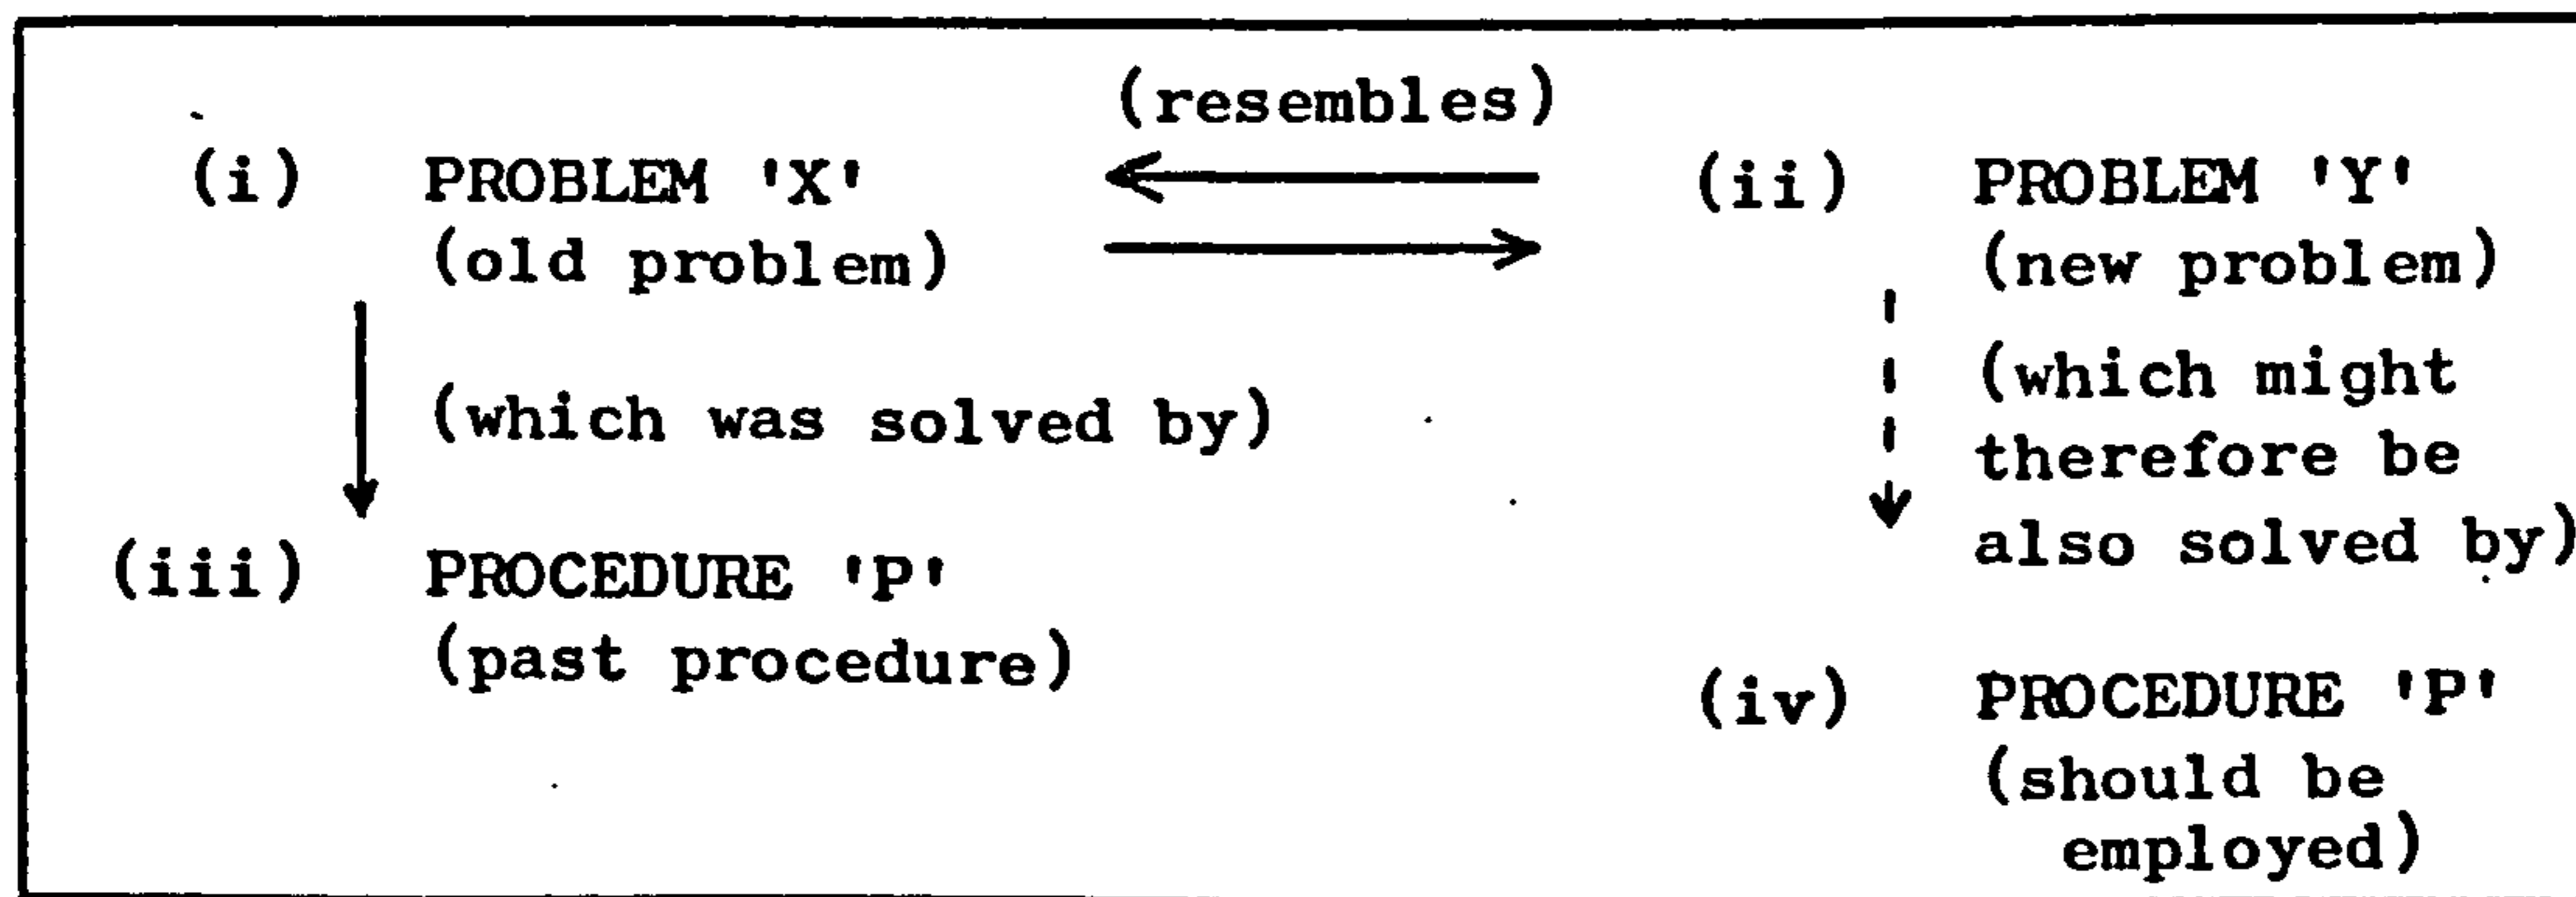 (resembles)
(i) PROBLEM 'X' (ii) PROBLEM 'Y'
(old problem) (new problem)
(which might
(which was solved by) therefore be
also solved by)
(iii) PROCEDURE 'P'
(past procedure)
(iv) PROCEDURE 'P'
(should be
employed)